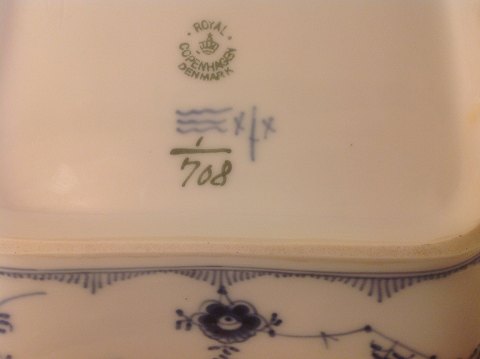 ROYAL
COPENHAGEN
DENMARK
1
708